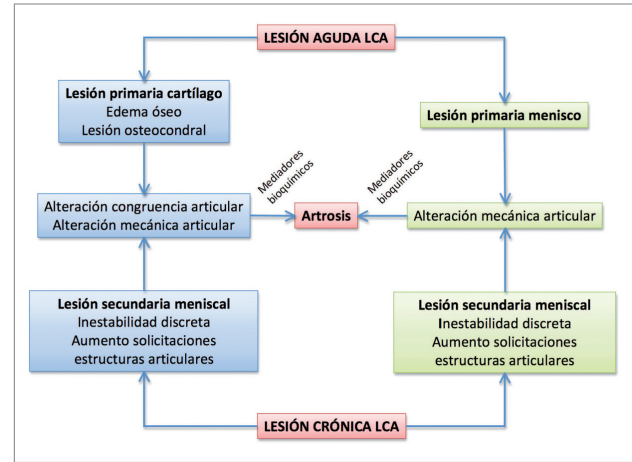 LESIÓN AGUDA LCA
Lesión primaria cartílago
Edema óseo
Lesión osteocondral
Lesión primaria menisco
Mediadores
bioquímicos
Mediadores
bioquímicos
Alteración congruencia articular
Alteración mecánica articular
Artrosis
Alteración mecánica articular
Lesión secundaria meniscal
Inestabilidad discreta
Aumento solicitaciones
estructuras articulares
Lesión secundaria meniscal
Inestabilidad discreta
Aumento solicitaciones
estructuras articulares
LESIÓN CRÓNICA LCA